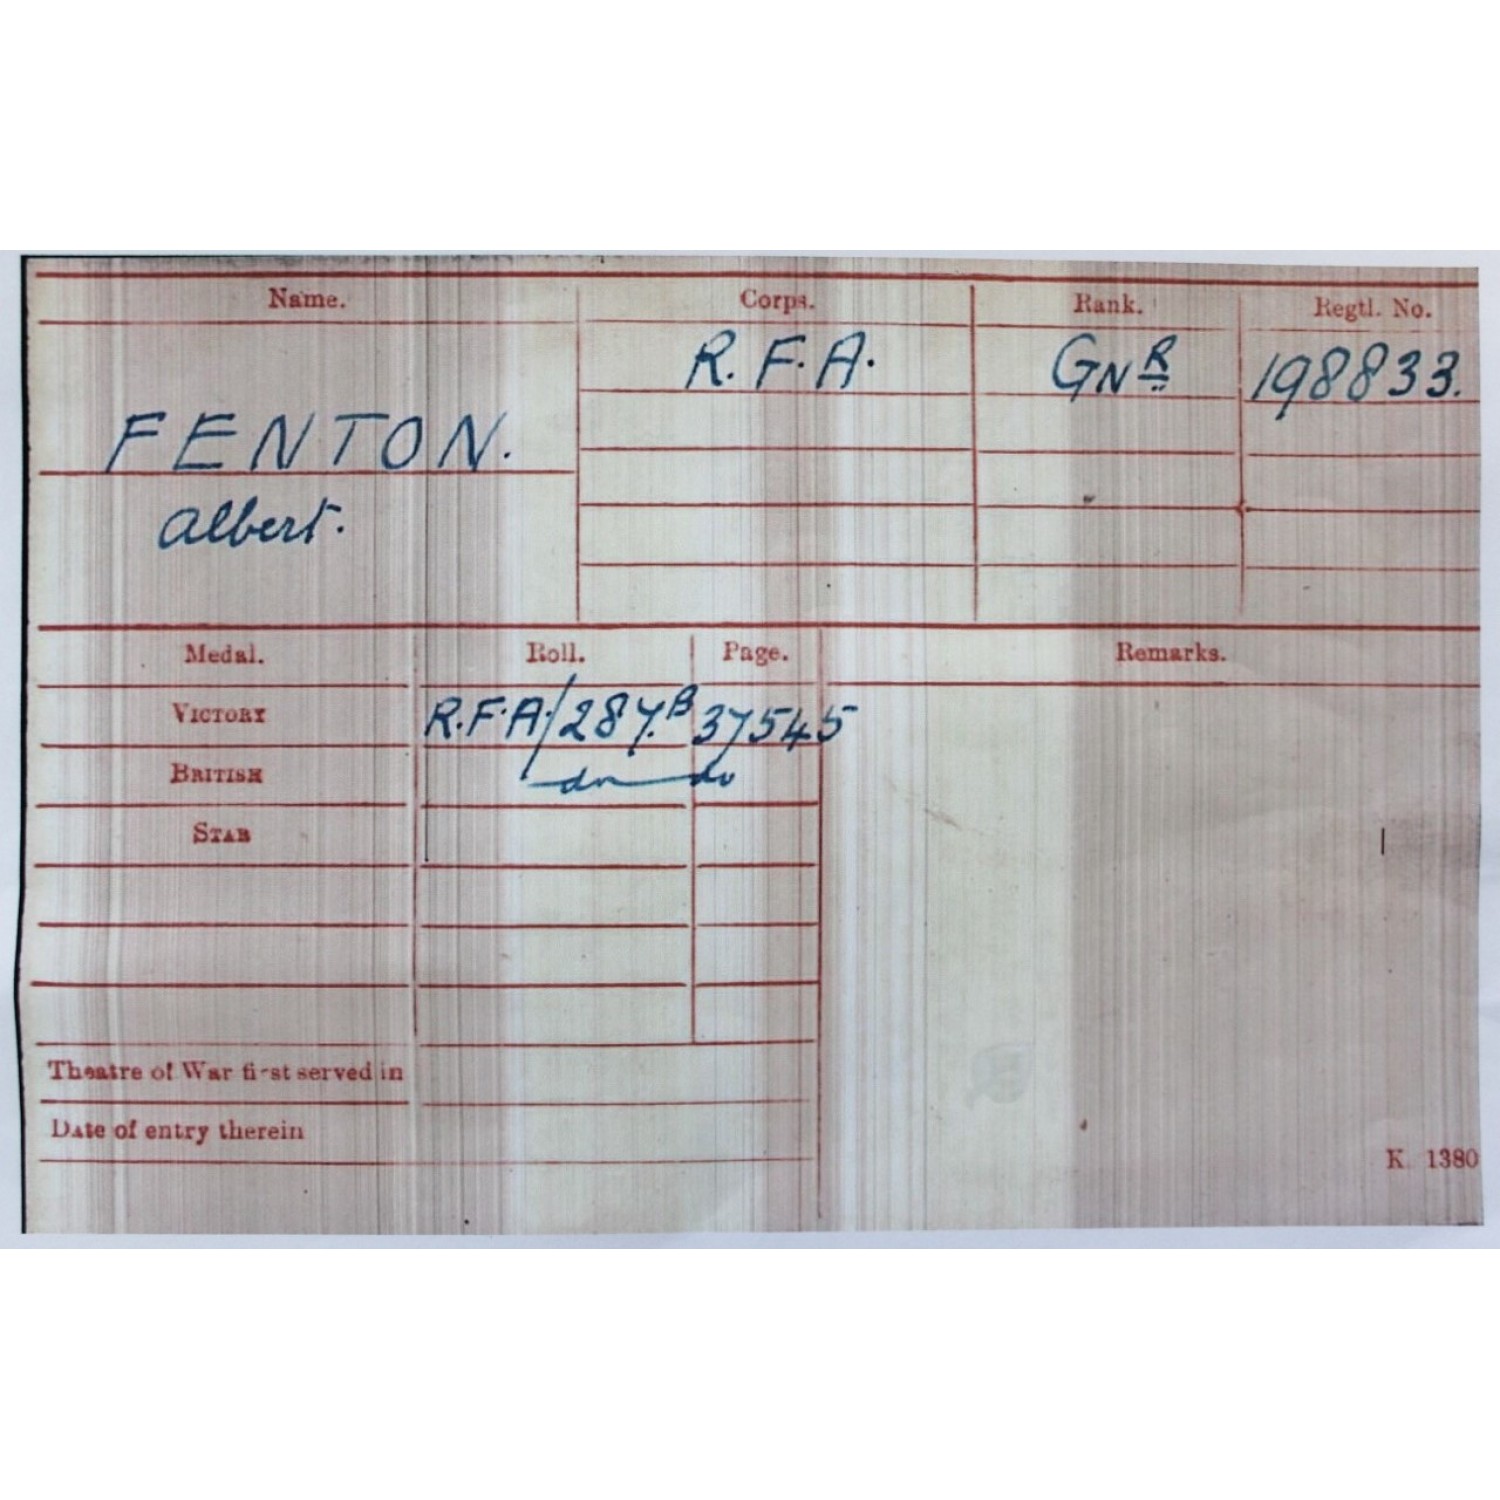 Name. Corps. Rank. Regtl. No.
R.F.A. GNR 198833.
FENTON.
Albert.
Medal. Roll. Page. Remarks.
VICTORY R.F.A./287.B 37545
BRITISH do do
STAR
Theatre of War first served in
Date of entry therein
K. 1380